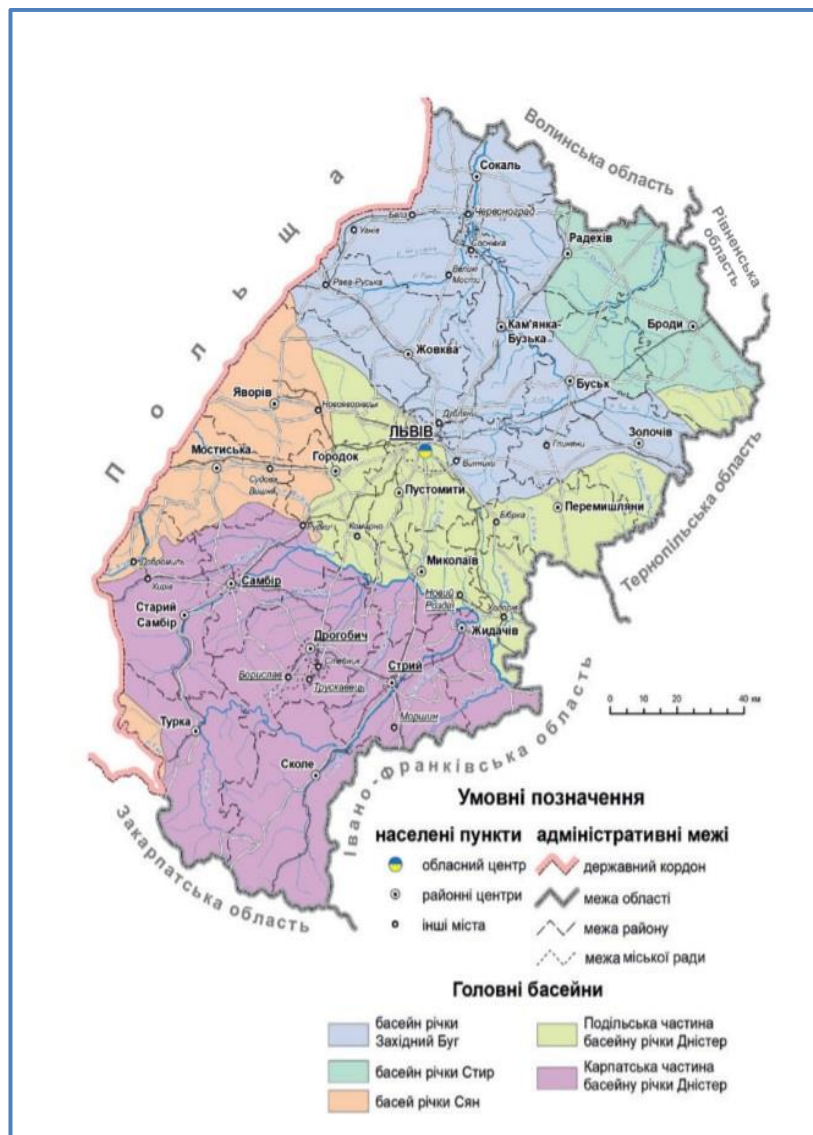 Польща
Волинська область
Рівненська область
Тернопільська область
Івано-Франківська область
Закарпатська область
Сокаль
Белз
Червоноград
Угнів
Соснівка
Радехів
Великі Мости
Рава-Руська
Кам'янка-Бузька
Броди
Жовква
Буськ
Яворів
Новояворівськ
Дубляни
ЛЬВІВ
Золочів
Глиняни
Мостиська
Городок
Винники
Судова Вишня
Пустомити
Перемишляни
Бібрка
Рудки
Комарно
Добромиль
Миколаїв
Хирів
Самбір
Новий Розділ
Старий Самбір
Ходорів
Жидачів
Дрогобич
Стебник
Борислав
Трускавець
Стрий
Моршин
Турка
Сколе
0 20 40 км
Умовні позначення
населені пункти
обласний центр
районні центри
інші міста
адміністративні межі
державний кордон
межа області
межа району
межа міської ради
Головні басейни
басейн річки
Західний Буг
басейн річки Стир
басей річки Сян
Подільська частина
басейну річки Дністер
Карпатська частина
басейну річки Дністер